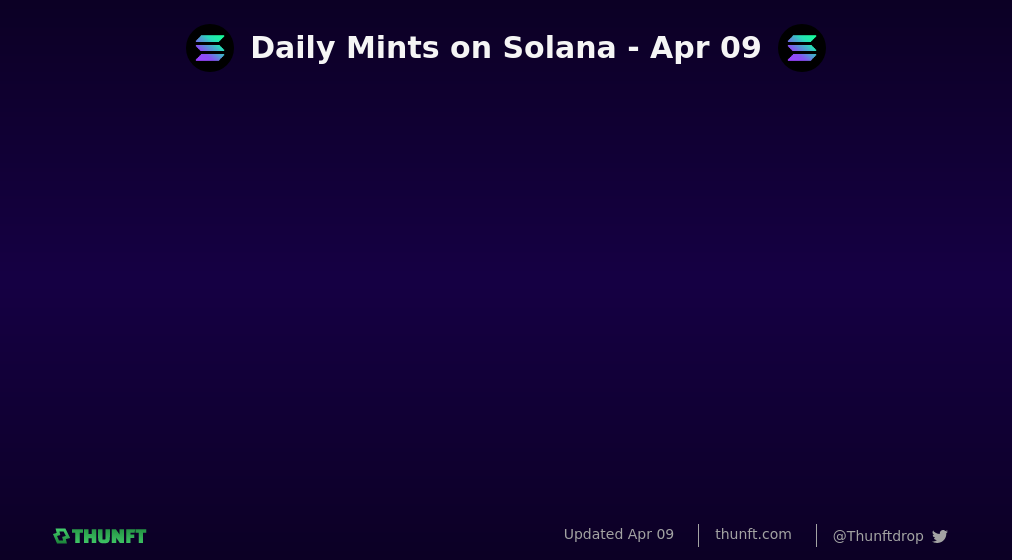 Daily Mints on Solana - Apr 09
THUNFT
Updated Apr 09
thunft.com
@Thunftdrop